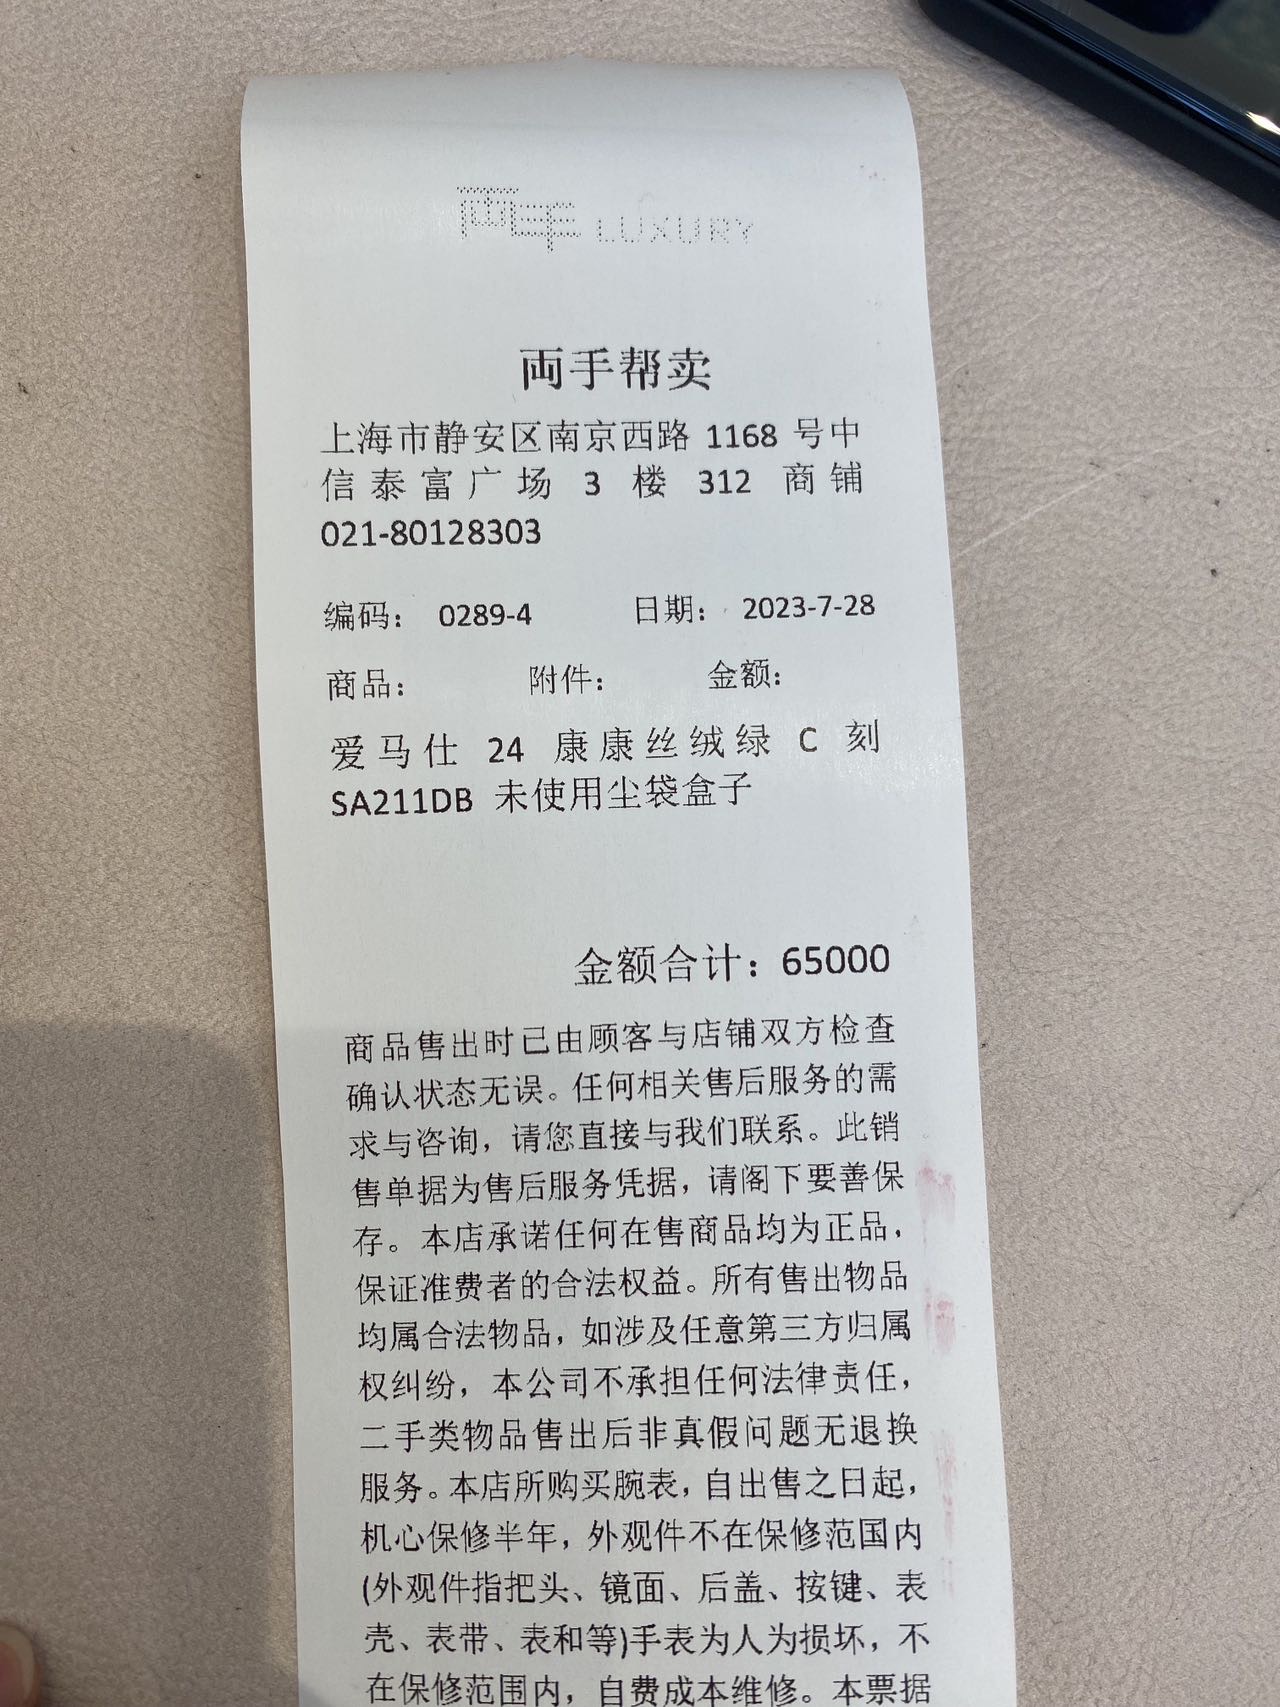 両手 LUXURY
両手帮卖
上海市静安区南京西路 1168 号中
信泰富广场 3 楼 312 商铺
021-80128303
编码： 0289-4 日期： 2023-7-28
商品： 附件： 金额：
爱马仕 24 康康丝绒绿 C 刻
SA211DB 未使用尘袋盒子
金额合计：65000
商品售出时已由顾客与店铺双方检查
确认状态无误。任何相关售后服务的需
求与咨询，请您直接与我们联系。此销
售单据为售后服务凭据，请阁下要善保
存。本店承诺任何在售商品均为正品，
保证准费者的合法权益。所有售出物品
均属合法物品，如涉及任意第三方归属
权纠纷，本公司不承担任何法律责任，
二手类物品售出后非真假问题无退换
服务。本店所购买腕表，自出售之日起，
机心保修半年，外观件不在保修范围内
(外观件指把头、镜面、后盖、按键、表
壳、表带、表和等)手表为人为损坏，不
在保修范围内，自费成本维修。本票据